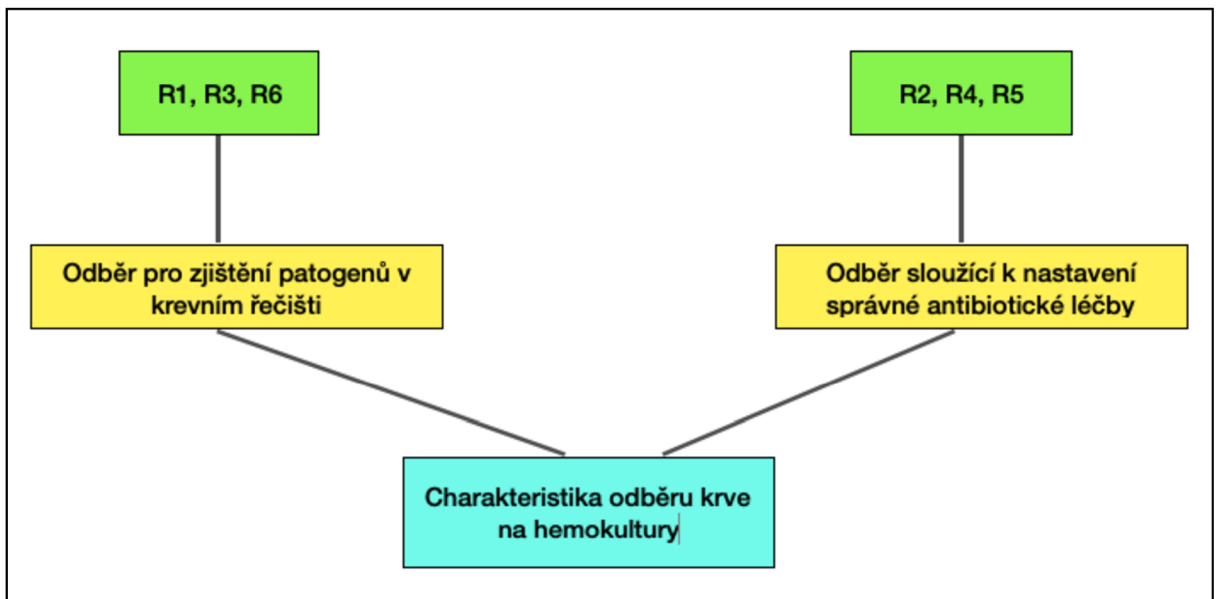 R1, R3, R6
R2, R4, R5
Odběr pro zjištění patogenů v
krevním řečišti
Odběr sloužící k nastavení
správné antibiotické léčby
Charakteristika odběru krve
na hemokultury